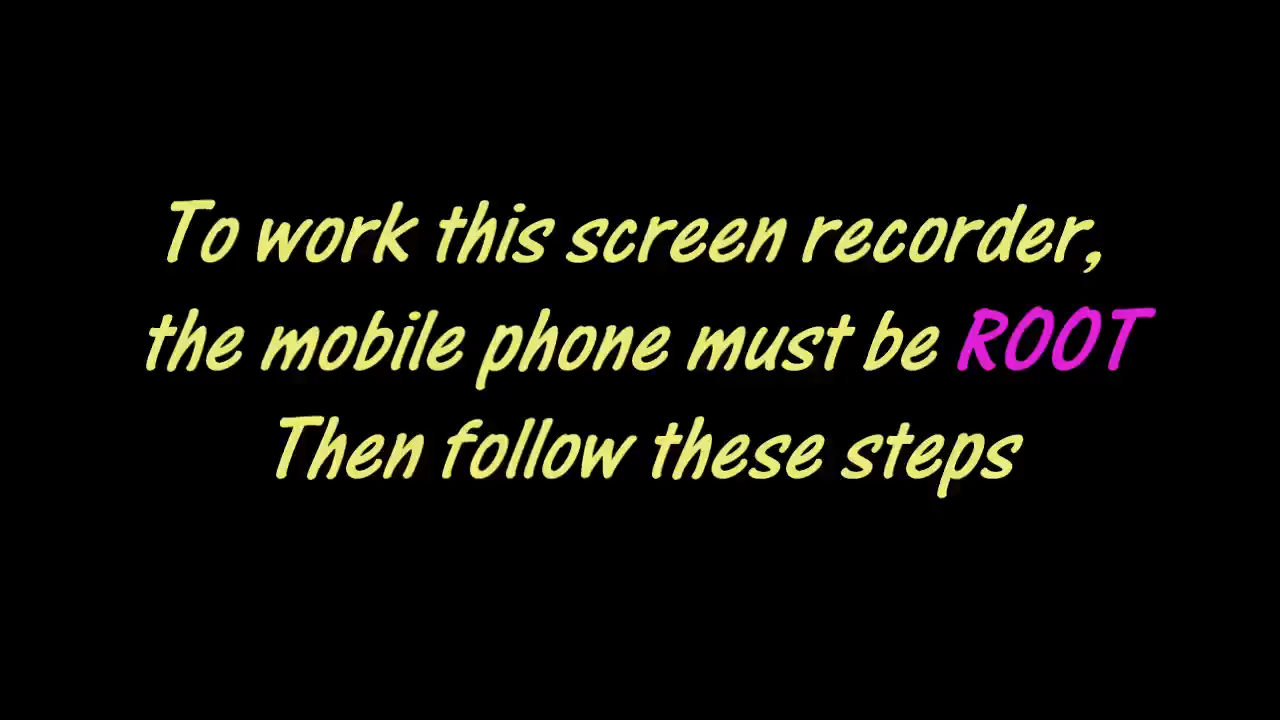 To work this screen recorder,
the mobile phone must be ROOT
Then follow these steps